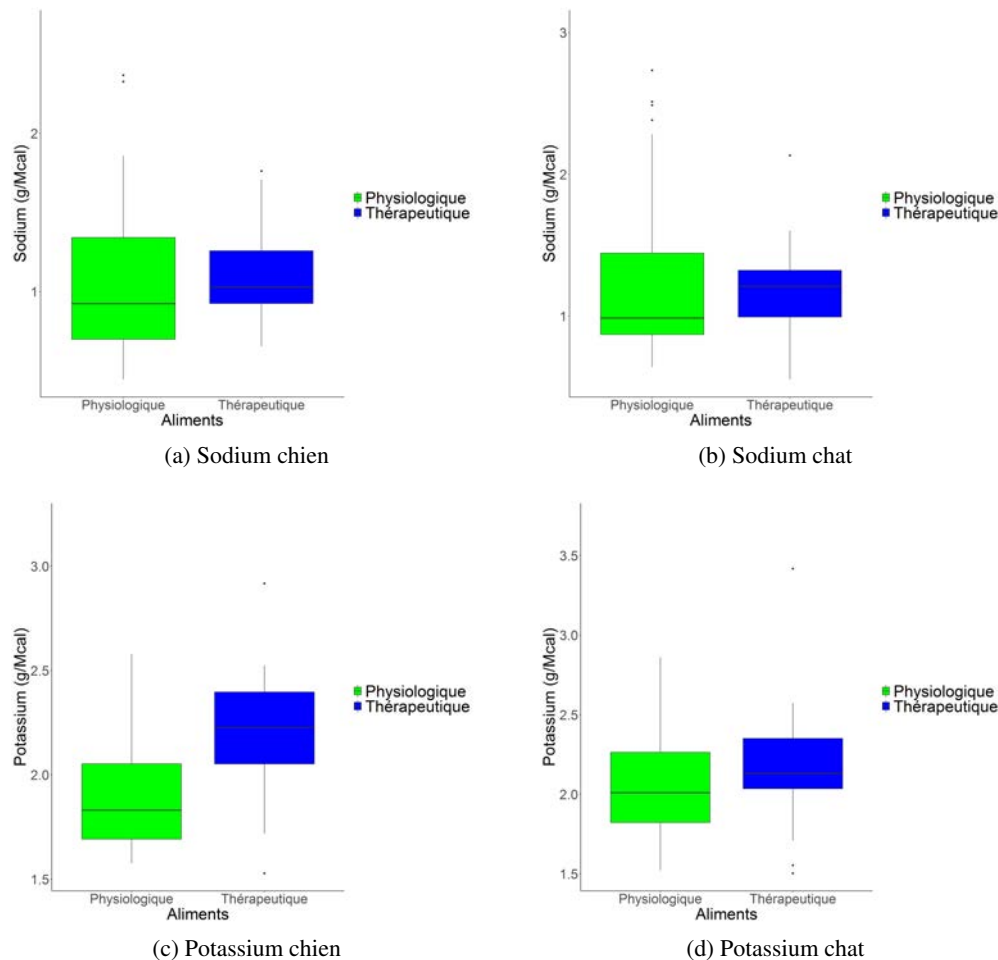 Sodium (g/Mcal)
2
1
Physiologique
Thérapeutique
Physiologique Thérapeutique
Aliments
(a) Sodium chien
Sodium (g/Mcal)
3
2
1
Physiologique
Thérapeutique
Physiologique Thérapeutique
Aliments
(b) Sodium chat
Potassium (g/Mcal)
3.0
2.5
2.0
1.5
Physiologique
Thérapeutique
Physiologique Thérapeutique
Aliments
(c) Potassium chien
Potassium (g/Mcal)
3.5
3.0
2.5
2.0
1.5
Physiologique
Thérapeutique
Physiologique Thérapeutique
Aliments
(d) Potassium chat